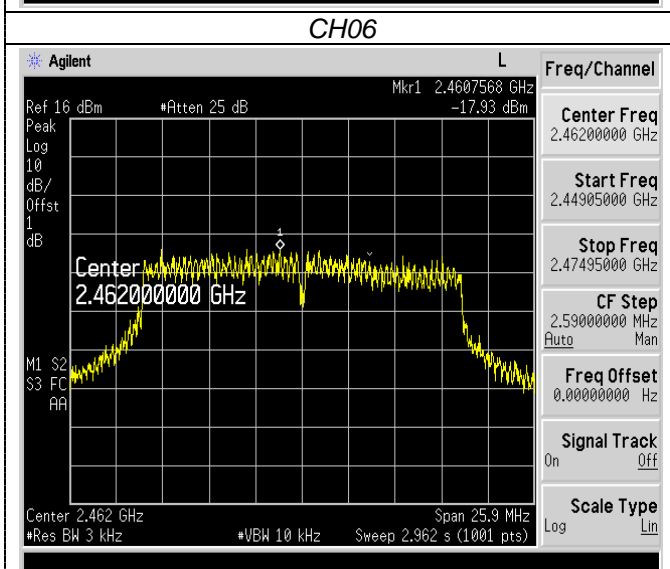 CH06
Agilent L
Mkr1 2.4607568 GHz
Ref 16 dBm #Atten 25 dB -17.93 dBm
Peak
Log
10
dB/
Offst
1
dB
1
Center
2.462000000 GHz
M1 S2
S3 FC
AA
Center 2.462 GHz Span 25.9 MHz
#Res BW 3 kHz #VBW 10 kHz Sweep 2.962 s (1001 pts)
Freq/Channel
Center Freq
2.46200000 GHz
Start Freq
2.44905000 GHz
Stop Freq
2.47495000 GHz
CF Step
2.59000000 MHz
Auto Man
Freq Offset
0.00000000 Hz
Signal Track
On Off
Scale Type
Log Lin